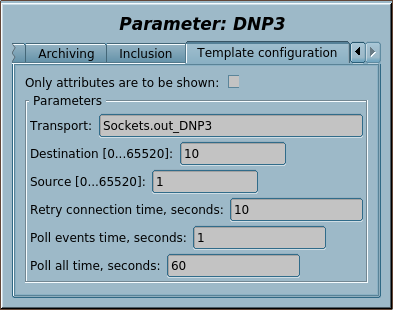 Parameter: DNP3
Archiving Inclusion Template configuration
Only attributes are to be shown:
Parameters
Transport: Sockets.out_DNP3
Destination [0...65520]: 10
Source [0...65520]: 1
Retry connection time, seconds: 10
Poll events time, seconds: 1
Poll all time, seconds: 60